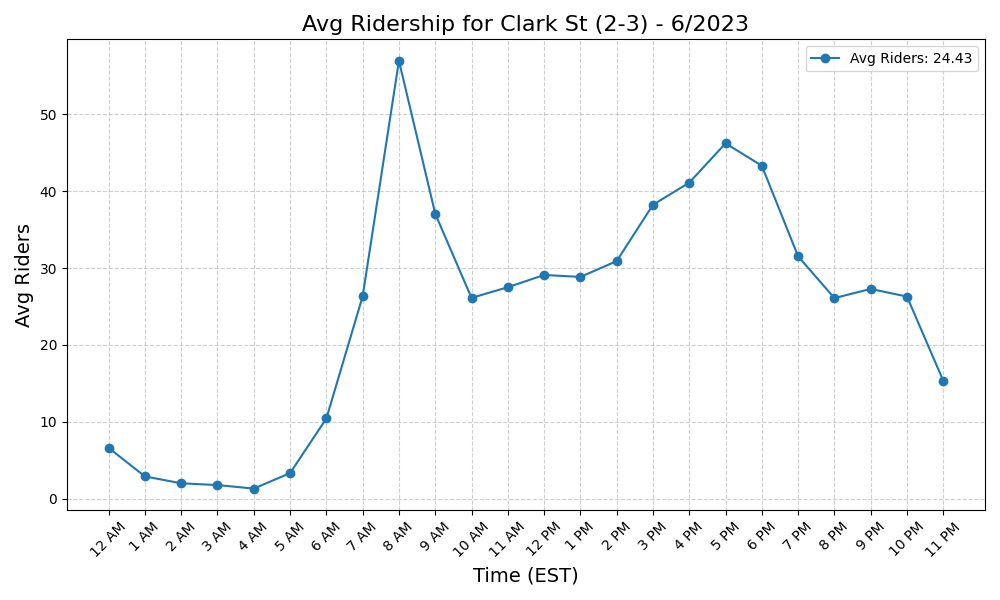 Avg Ridership for Clark St (2-3) - 6/2023
Avg Riders: 24.43
Avg Riders
50
40
30
20
10
0
12 AM
1 AM
2 AM
3 AM
4 AM
5 AM
6 AM
7 AM
8 AM
9 AM
10 AM
11 AM
12 PM
1 PM
2 PM
3 PM
4 PM
5 PM
6 PM
7 PM
8 PM
9 PM
10 PM
11 PM
Time (EST)